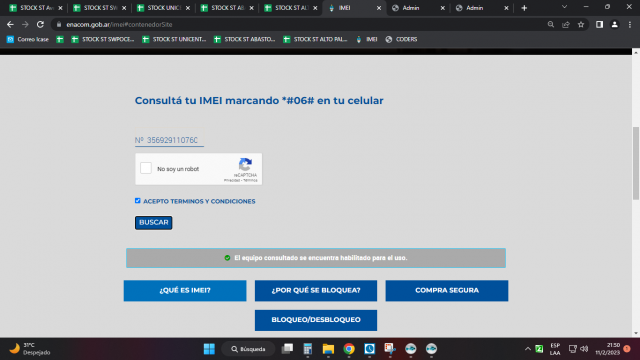 STOCK ST Av
STOCK ST SW
STOCK UNIC
STOCK ST AB
STOCK ST AL
IMEI
Admin
Admin
enacom.gob.ar/imei#contenedorSite
Correo Icase
STOCK ST SWPOCE...
STOCK ST UNICENT...
STOCK ST ABASTO...
STOCK ST ALTO PAL...
IMEI
CODERS
Consultá tu IMEI marcando *#06# en tu celular
Nº 35692911076
No soy un robot
reCAPTCHA
Privacidad - Términos
ACEPTO TERMINOS Y CONDICIONES
BUSCAR
El equipo consultado se encuentra habilitado para el uso.
¿QUÉ ES IMEI?
¿POR QUÉ SE BLOQUEA?
COMPRA SEGURA
BLOQUEO/DESBLOQUEO
31°C
Despejado
Búsqueda
ESP
LAA
21:50
11/2/2023